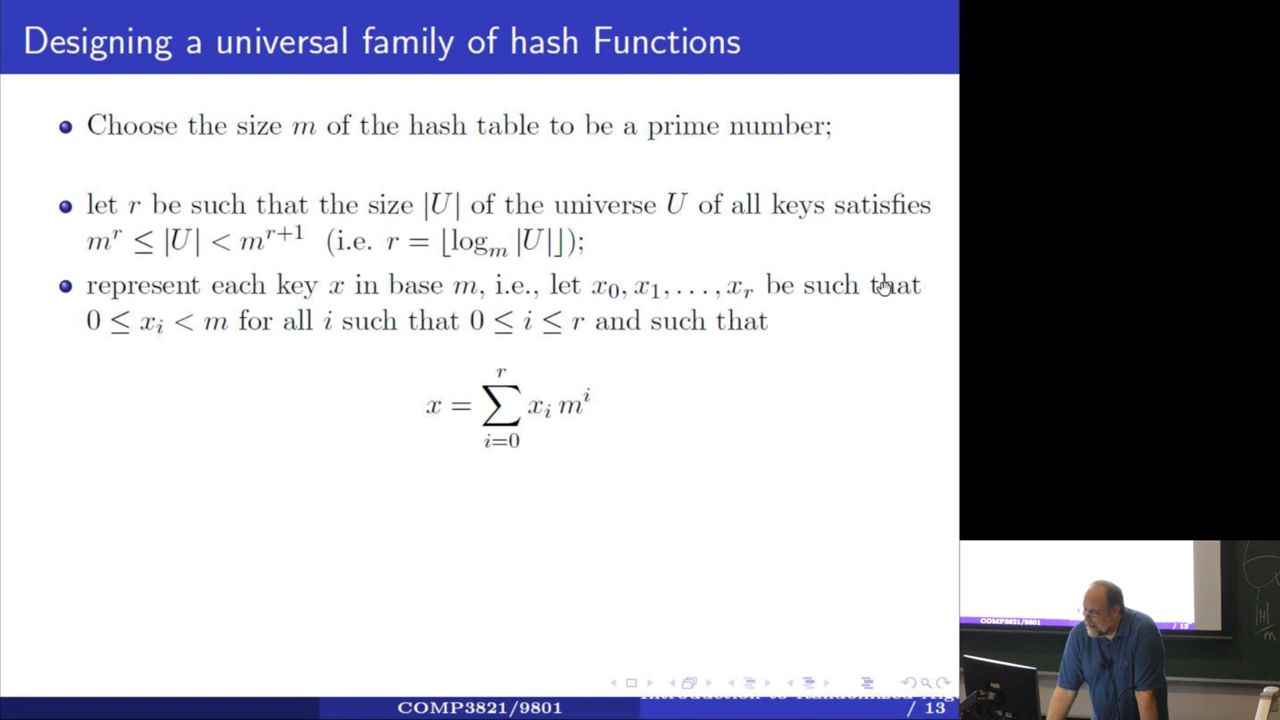 Designing a universal family of hash Functions
Choose the size m of the hash table to be a prime number;
let r be such that the size |U| of the universe U of all keys satisfies
m^r ≤ |U| < m^{r+1} (i.e. r = ⌊log_m |U|⌋);
represent each key x in base m, i.e., let x_0, x_1, . . . , x_r be such that
0 ≤ x_i < m for all i such that 0 ≤ i ≤ r and such that
x = \sum_{i=0}^{r} x_i m^i
COMP3821/9801
/ 13
COMP3821/9801
/ 13
|H|
m